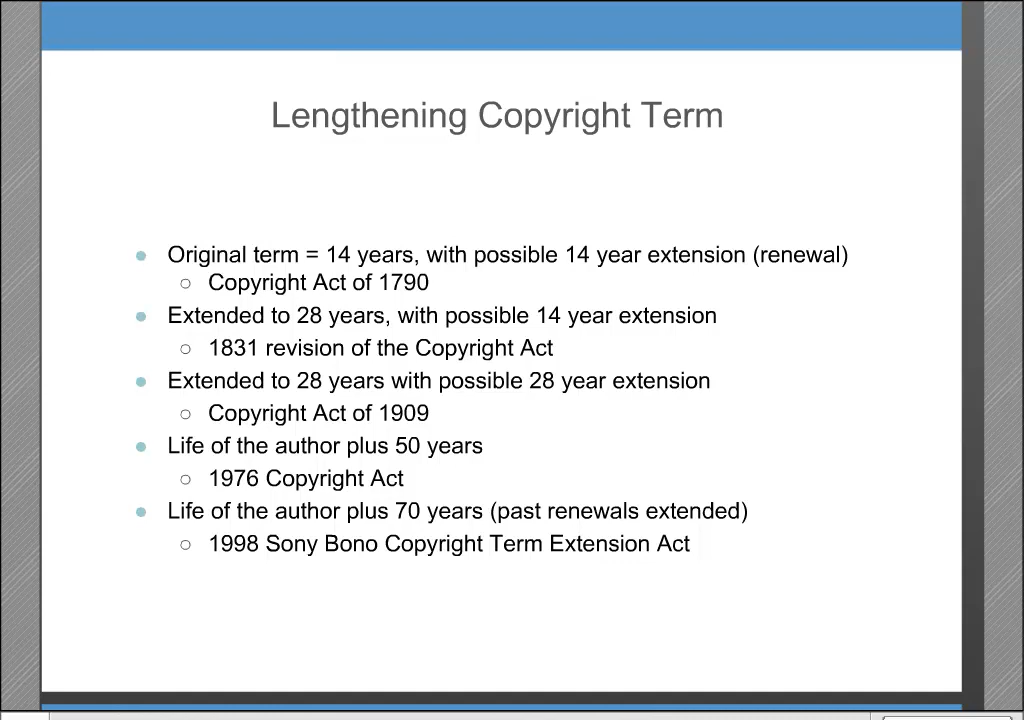 Lengthening Copyright Term
● Original term = 14 years, with possible 14 year extension (renewal)
○ Copyright Act of 1790
● Extended to 28 years, with possible 14 year extension
○ 1831 revision of the Copyright Act
● Extended to 28 years with possible 28 year extension
○ Copyright Act of 1909
● Life of the author plus 50 years
○ 1976 Copyright Act
● Life of the author plus 70 years (past renewals extended)
○ 1998 Sony Bono Copyright Term Extension Act